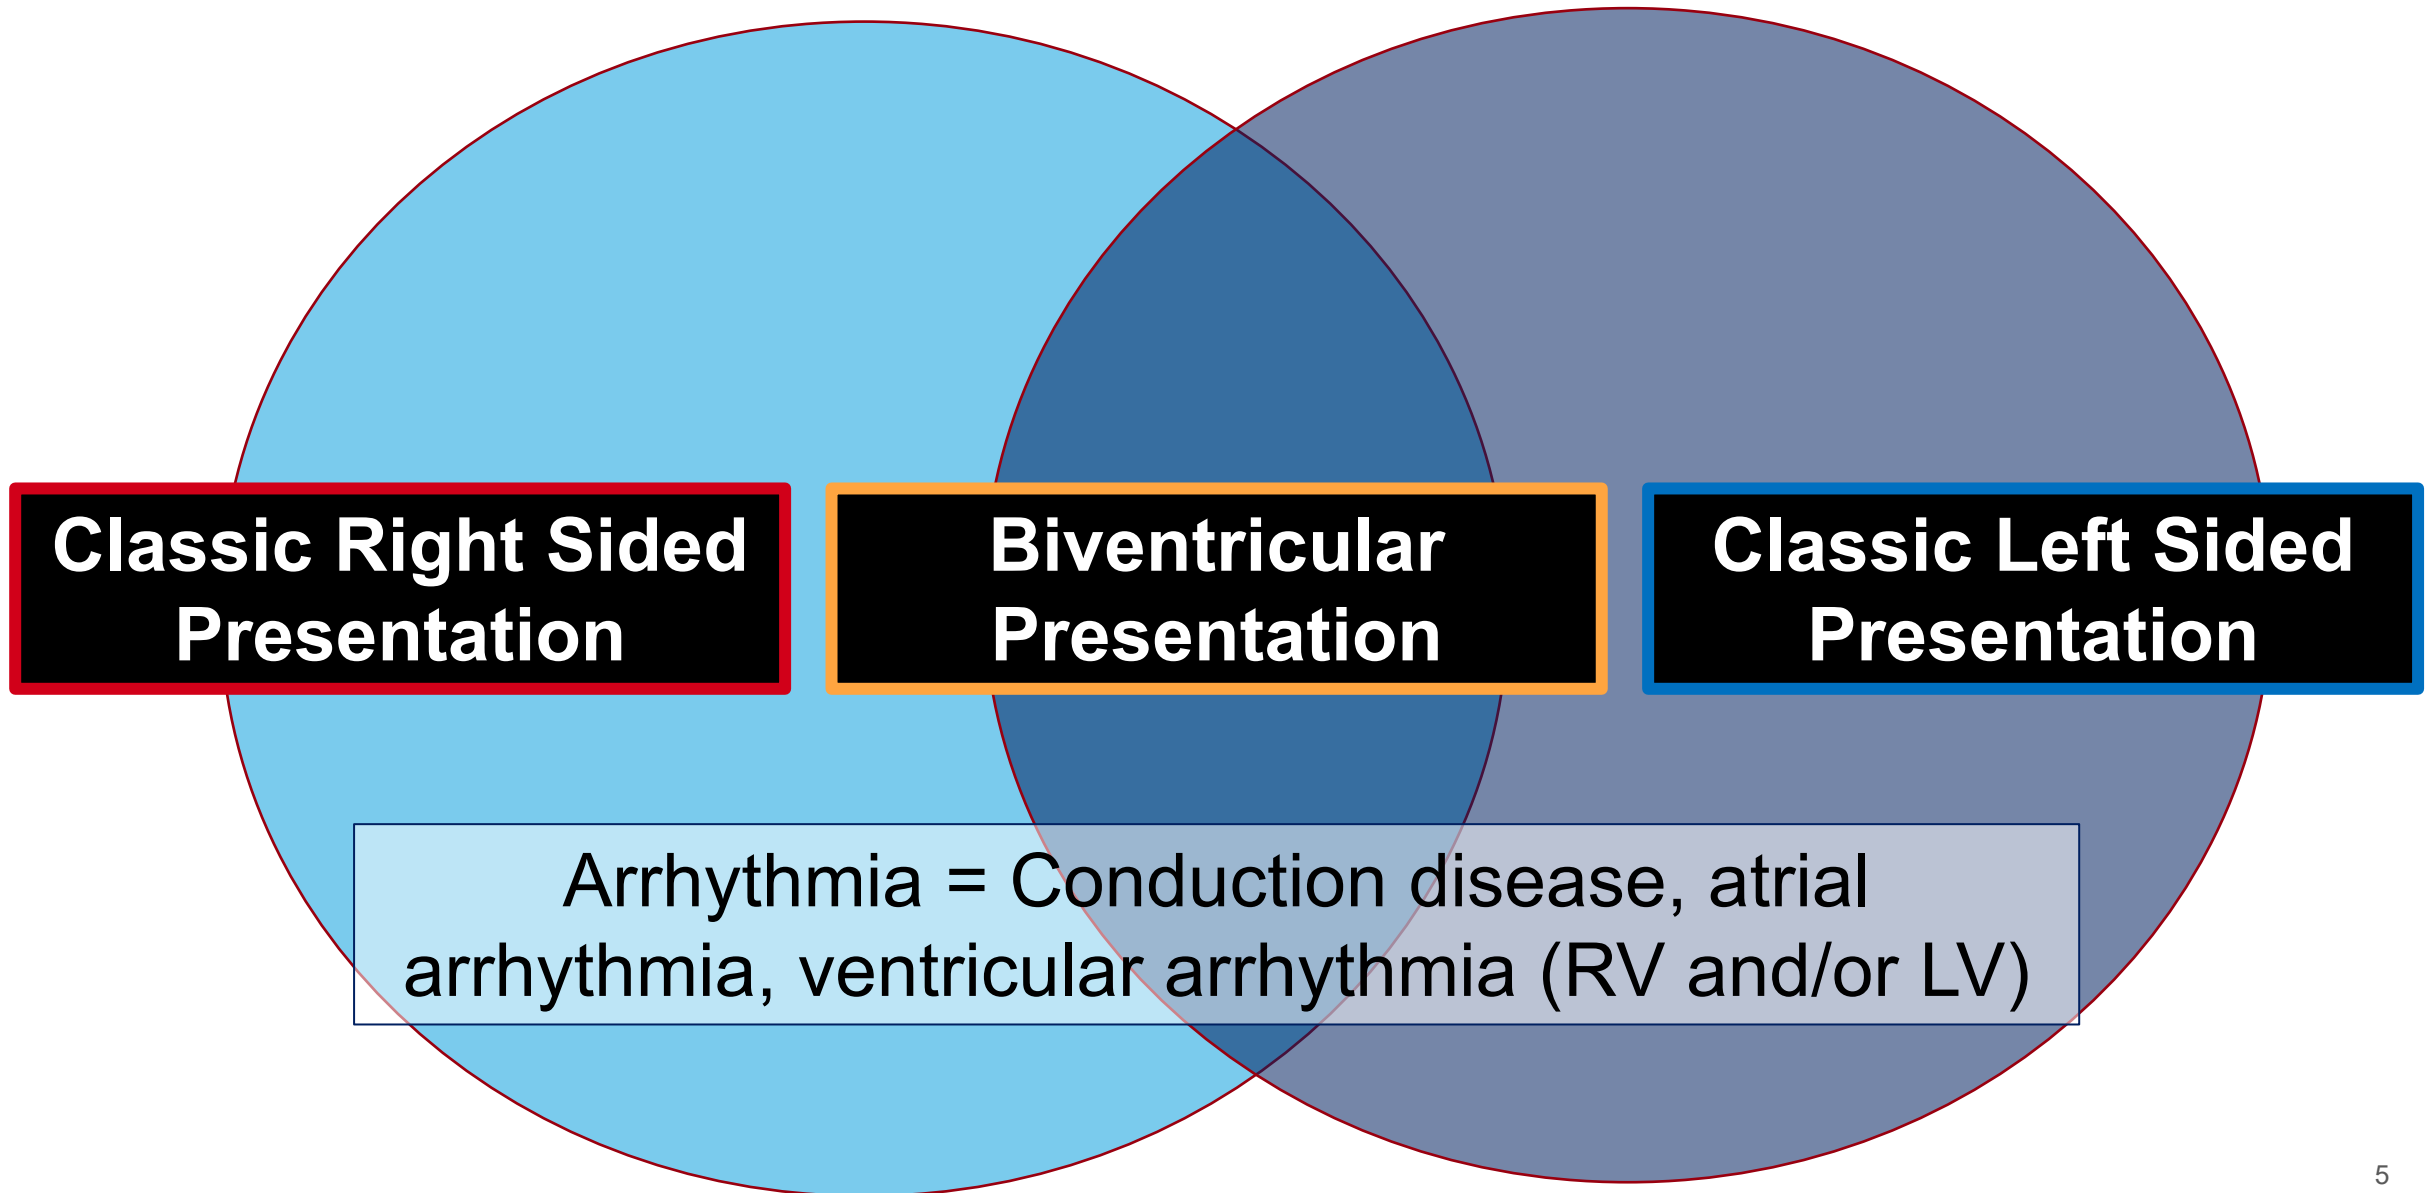 Classic Right Sided
Presentation
Biventricular
Presentation
Classic Left Sided
Presentation
Arrhythmia = Conduction disease, atrial
arrhythmia, ventricular arrhythmia (RV and/or LV)
5